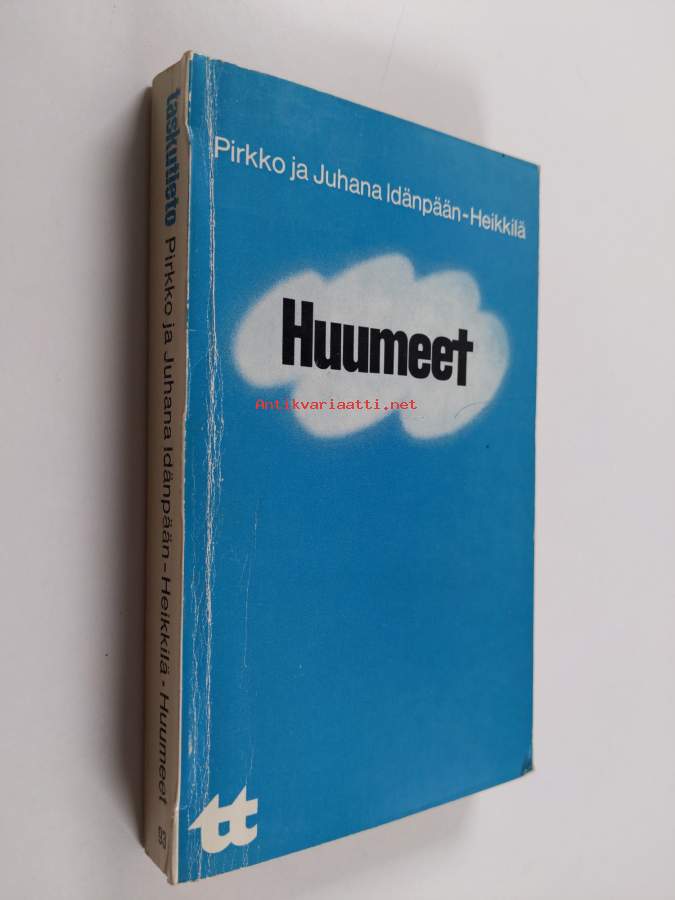 Pirkko ja Juhana Idänpään-Heikkilä
Huumeet
Antikvariaatti.net
tt
taskutieto Pirkko ja Juhana Idänpään-Heikkilä · Huumeet